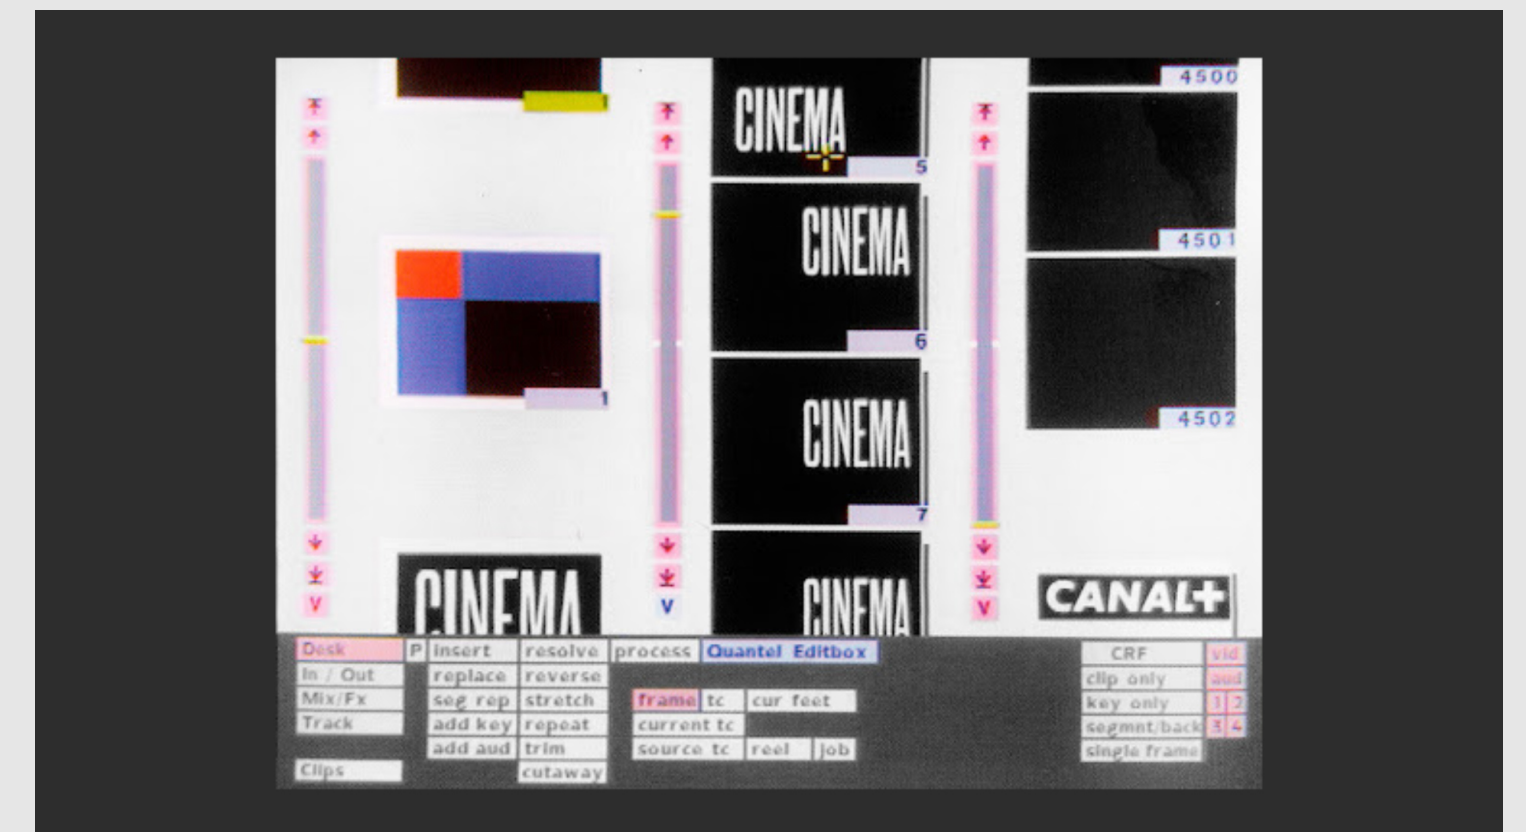 4500
CINEMA
5
4501
CINEMA
6
1
4502
CINEMA
7
CINEMA
CINEMA
CANAL+
V
V
V
Desk P insert resolve process Quantel Editbox CRF vid
In / Out replace reverse clip only aud
Mix/Fx seg rep stretch frame tc cur feet key only 1 2
Track add key repeat current tc segmnt/back 3 4
add aud trim source tc reel job single frame
Clips cutaway